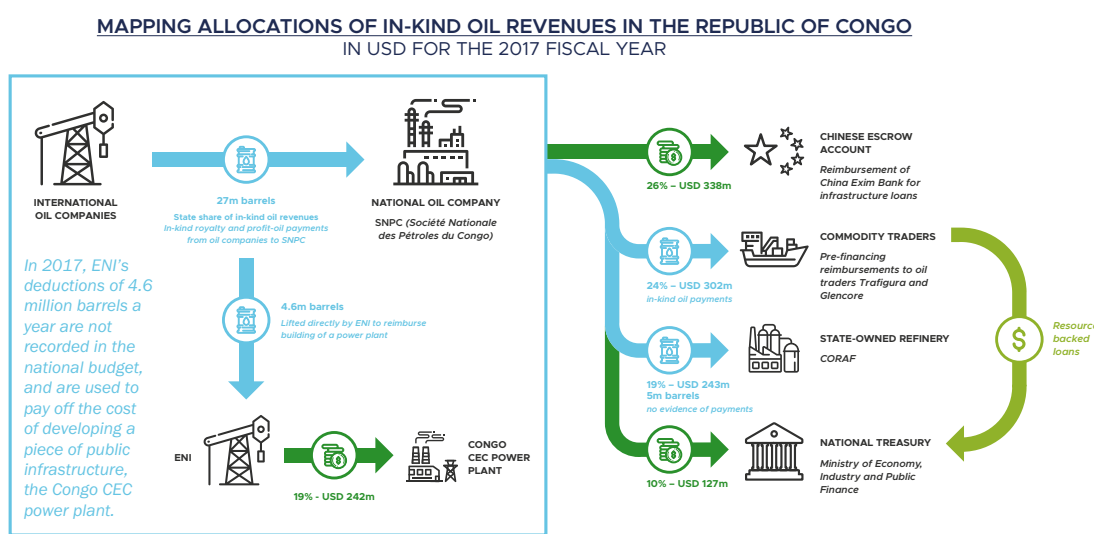 MAPPING ALLOCATIONS OF IN-KIND OIL REVENUES IN THE REPUBLIC OF CONGO
IN USD FOR THE 2017 FISCAL YEAR
INTERNATIONAL
OIL COMPANIES
27m barrels
State share of in-kind oil revenues
In-kind royalty and profit-oil payments
from oil companies to SNPC
NATIONAL OIL COMPANY
SNPC (Société Nationale
des Pétroles du Congo)
In 2017, ENI's
deductions of 4.6
million barrels a
year are not
recorded in the
national budget,
and are used to
pay off the cost
of developing a
piece of public
infrastructure,
the Congo CEC
power plant.
4.6m barrels
Lifted directly by ENI to reimburse
building of a power plant
ENI
19% - USD 242m
CONGO
CEC POWER
PLANT
26% – USD 338m
CHINESE ESCROW
ACCOUNT
Reimbursement of
China Exim Bank for
infrastructure loans
24% – USD 302m
in-kind oil payments
COMMODITY TRADERS
Pre-financing
reimbursements to oil
traders Trafigura and
Glencore
19% – USD 243m
5m barrels
no evidence of payments
STATE-OWNED REFINERY
CORAF
10% – USD 127m
NATIONAL TREASURY
Ministry of Economy,
Industry and Public
Finance
$
backed
loans